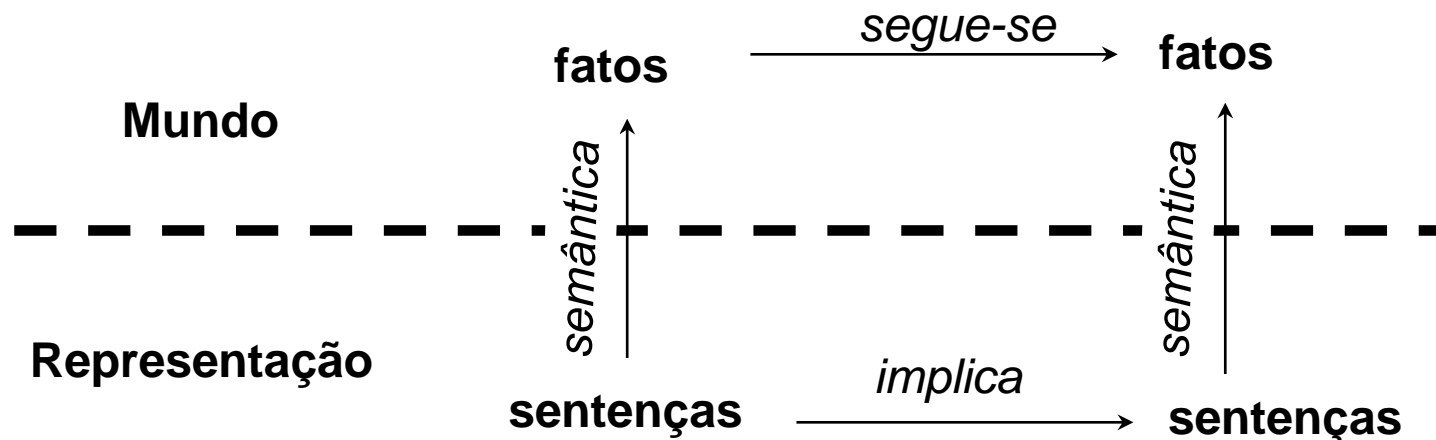 segue-se
fatos
fatos
Mundo
semântica
semântica
Representação
implica
sentenças
sentenças